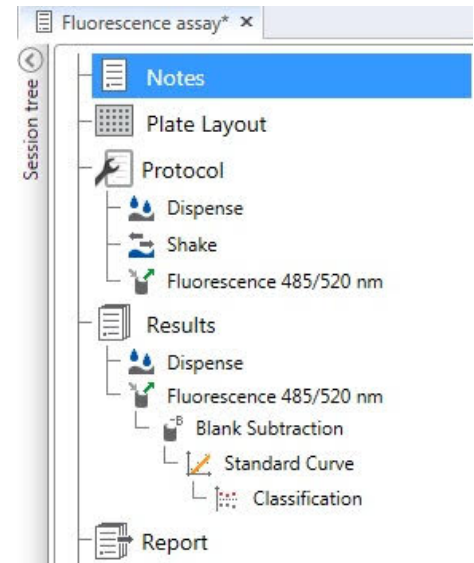 Fluorescence assay*
Session tree
Notes
Plate Layout
Protocol
Dispense
Shake
Fluorescence 485/520 nm
Results
Dispense
Fluorescence 485/520 nm
-B
Blank Subtraction
Standard Curve
Classification
Report